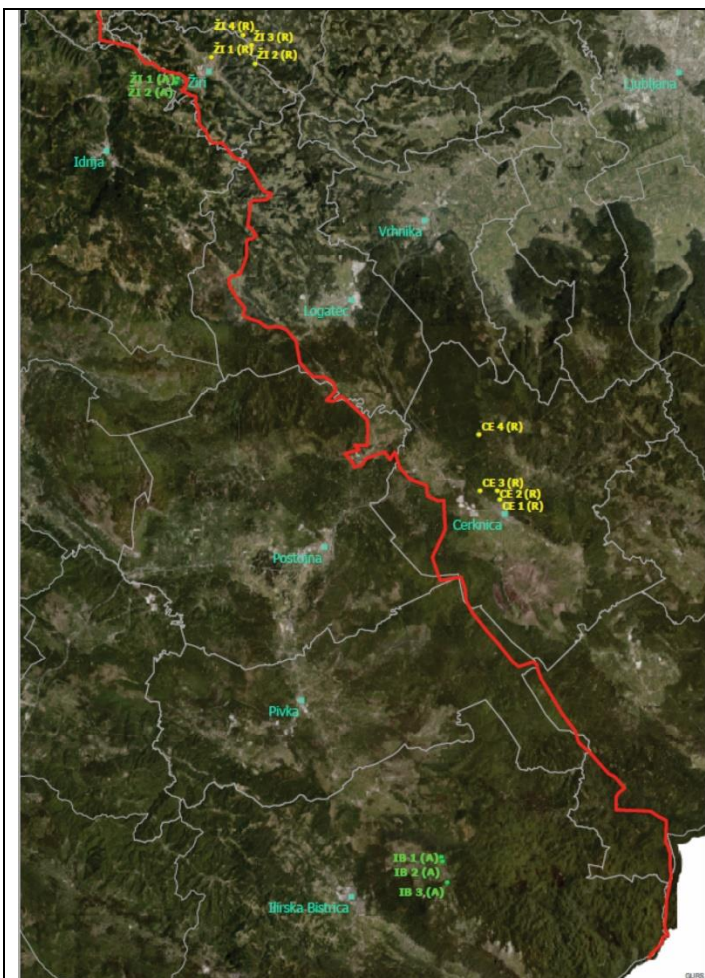 ŽI 4 (R)
ŽI 3 (R)
ŽI 1 (R)
ŽI 2 (R)
ŽI 1 (A)
ŽI 2 (A)
Žiri
Ljubljana
Idrija
Vrhnika
Logatec
CE 4 (R)
CE 3 (R)
CE 2 (R)
CE 1 (R)
Cerknica
Postojna
Pivka
IB 1 (A)
IB 2 (A)
IB 3,(A)
Ilirska Bistrica
GURS